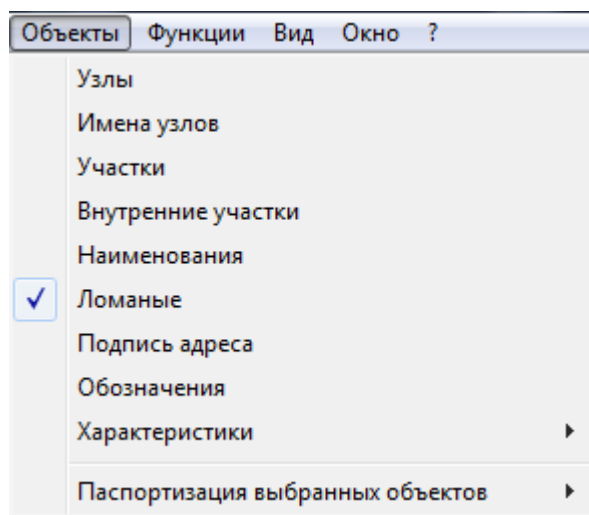 Объекты Функции Вид Окно ?
Узлы
Имена узлов
Участки
Внутренние участки
Наименования
Ломаные
Подпись адреса
Обозначения
Характеристики
Паспортизация выбранных объектов